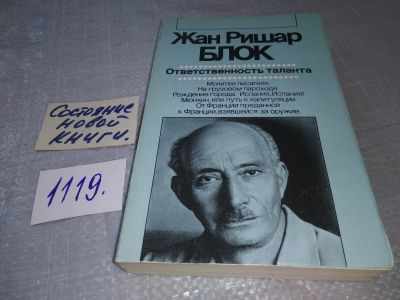 Жан Ришар
БЛОК
Ответственность таланта
Молитва писателя.
На грузовом пароходе.
Рождение города. Испания, Испания!
Мюнхен, или путь к капитуляции.
От Франции преданной
к Франции, взявшейся за оружие.
Состояние
новой
книги.
1119.